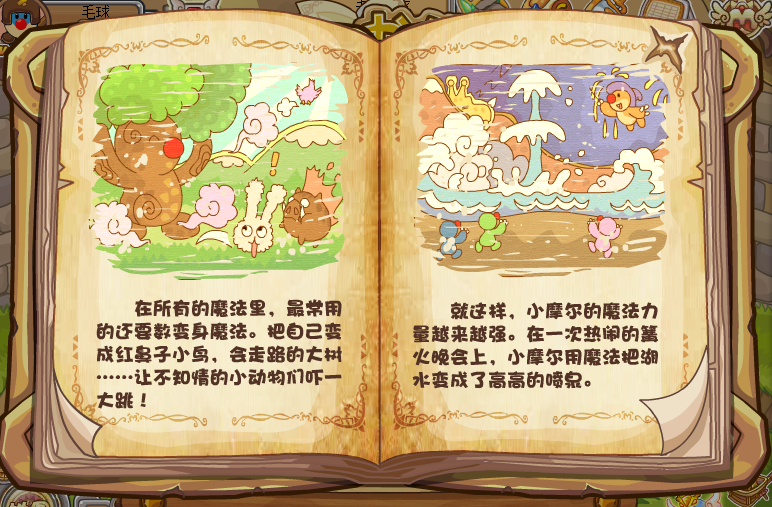 毛球
在所有的魔法里，最常用
的还要数变身魔法。把自己变
成红鼻子小鸟，会走路的大树
……让不知情的小动物们吓一
大跳！
就这样，小摩尔的魔法力
量越来越强。在一次热闹的篝
火晚会上，小摩尔用魔法把湖
水变成了高高的喷泉。